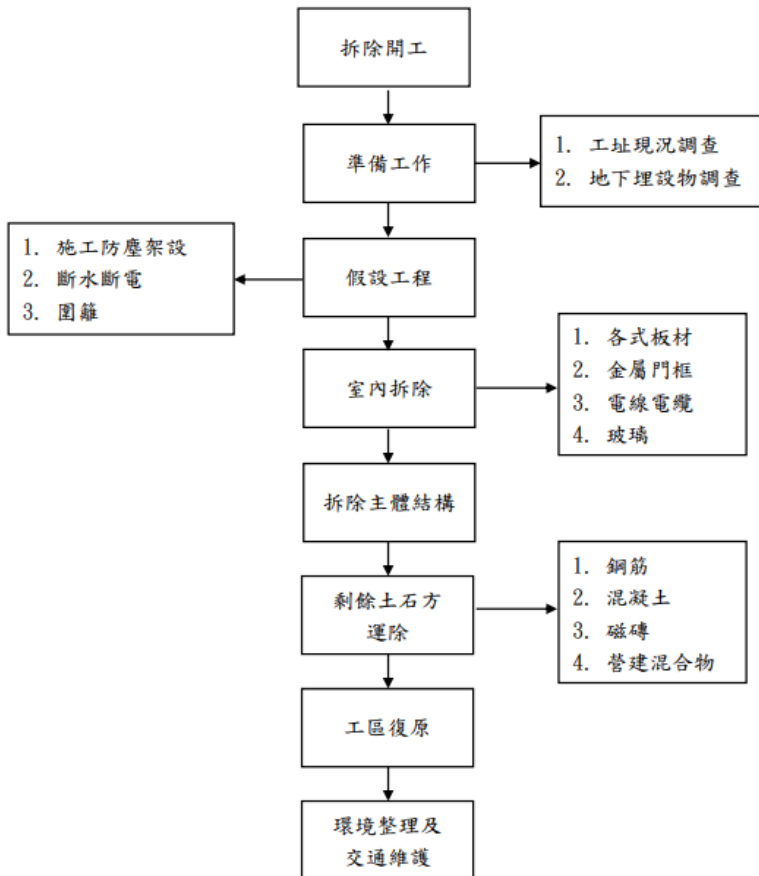 拆除開工
準備工作
1. 工址現況調查
2. 地下埋設物調查
1. 施工防塵架設
2. 斷水斷電
3. 圍籬
假設工程
室內拆除
1. 各式板材
2. 金屬門框
3. 電線電纜
4. 玻璃
拆除主體結構
剩餘土石方
運除
1. 鋼筋
2. 混凝土
3. 磁磚
4. 營建混合物
工區復原
環境整理及
交通維護